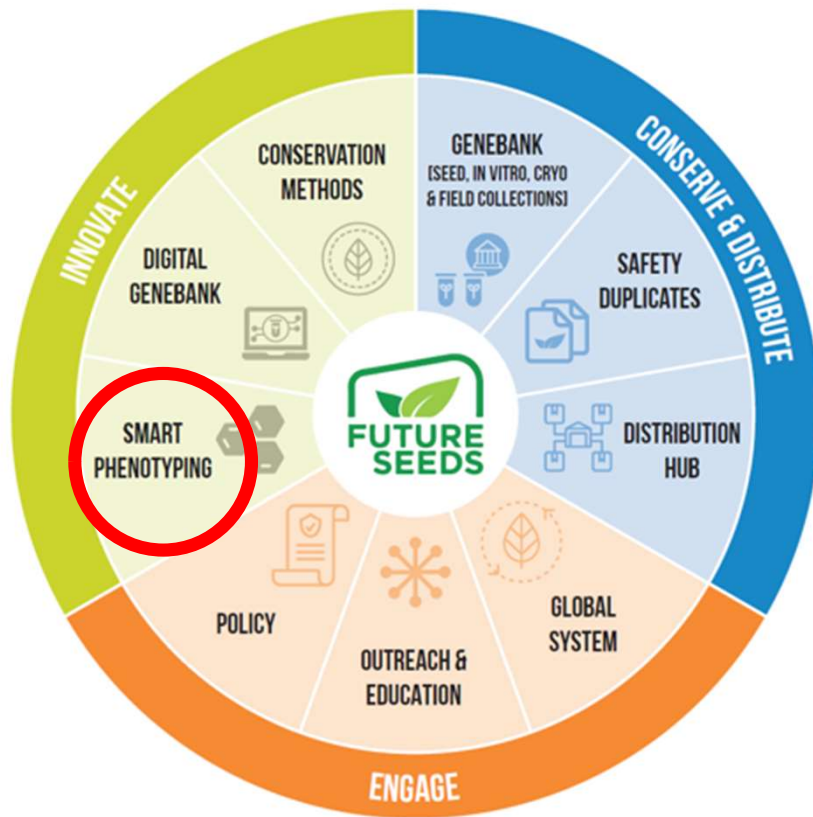 INNOVATE
CONSERVATION
METHODS
DIGITAL
GENEBANK
SMART
PHENOTYPING
CONSERVE & DISTRIBUTE
GENEBANK
[SEED, IN VITRO, CRYO
& FIELD COLLECTIONS]
SAFETY
DUPLICATES
DISTRIBUTION
HUB
FUTURE
SEEDS
POLICY
OUTREACH &
EDUCATION
GLOBAL
SYSTEM
ENGAGE